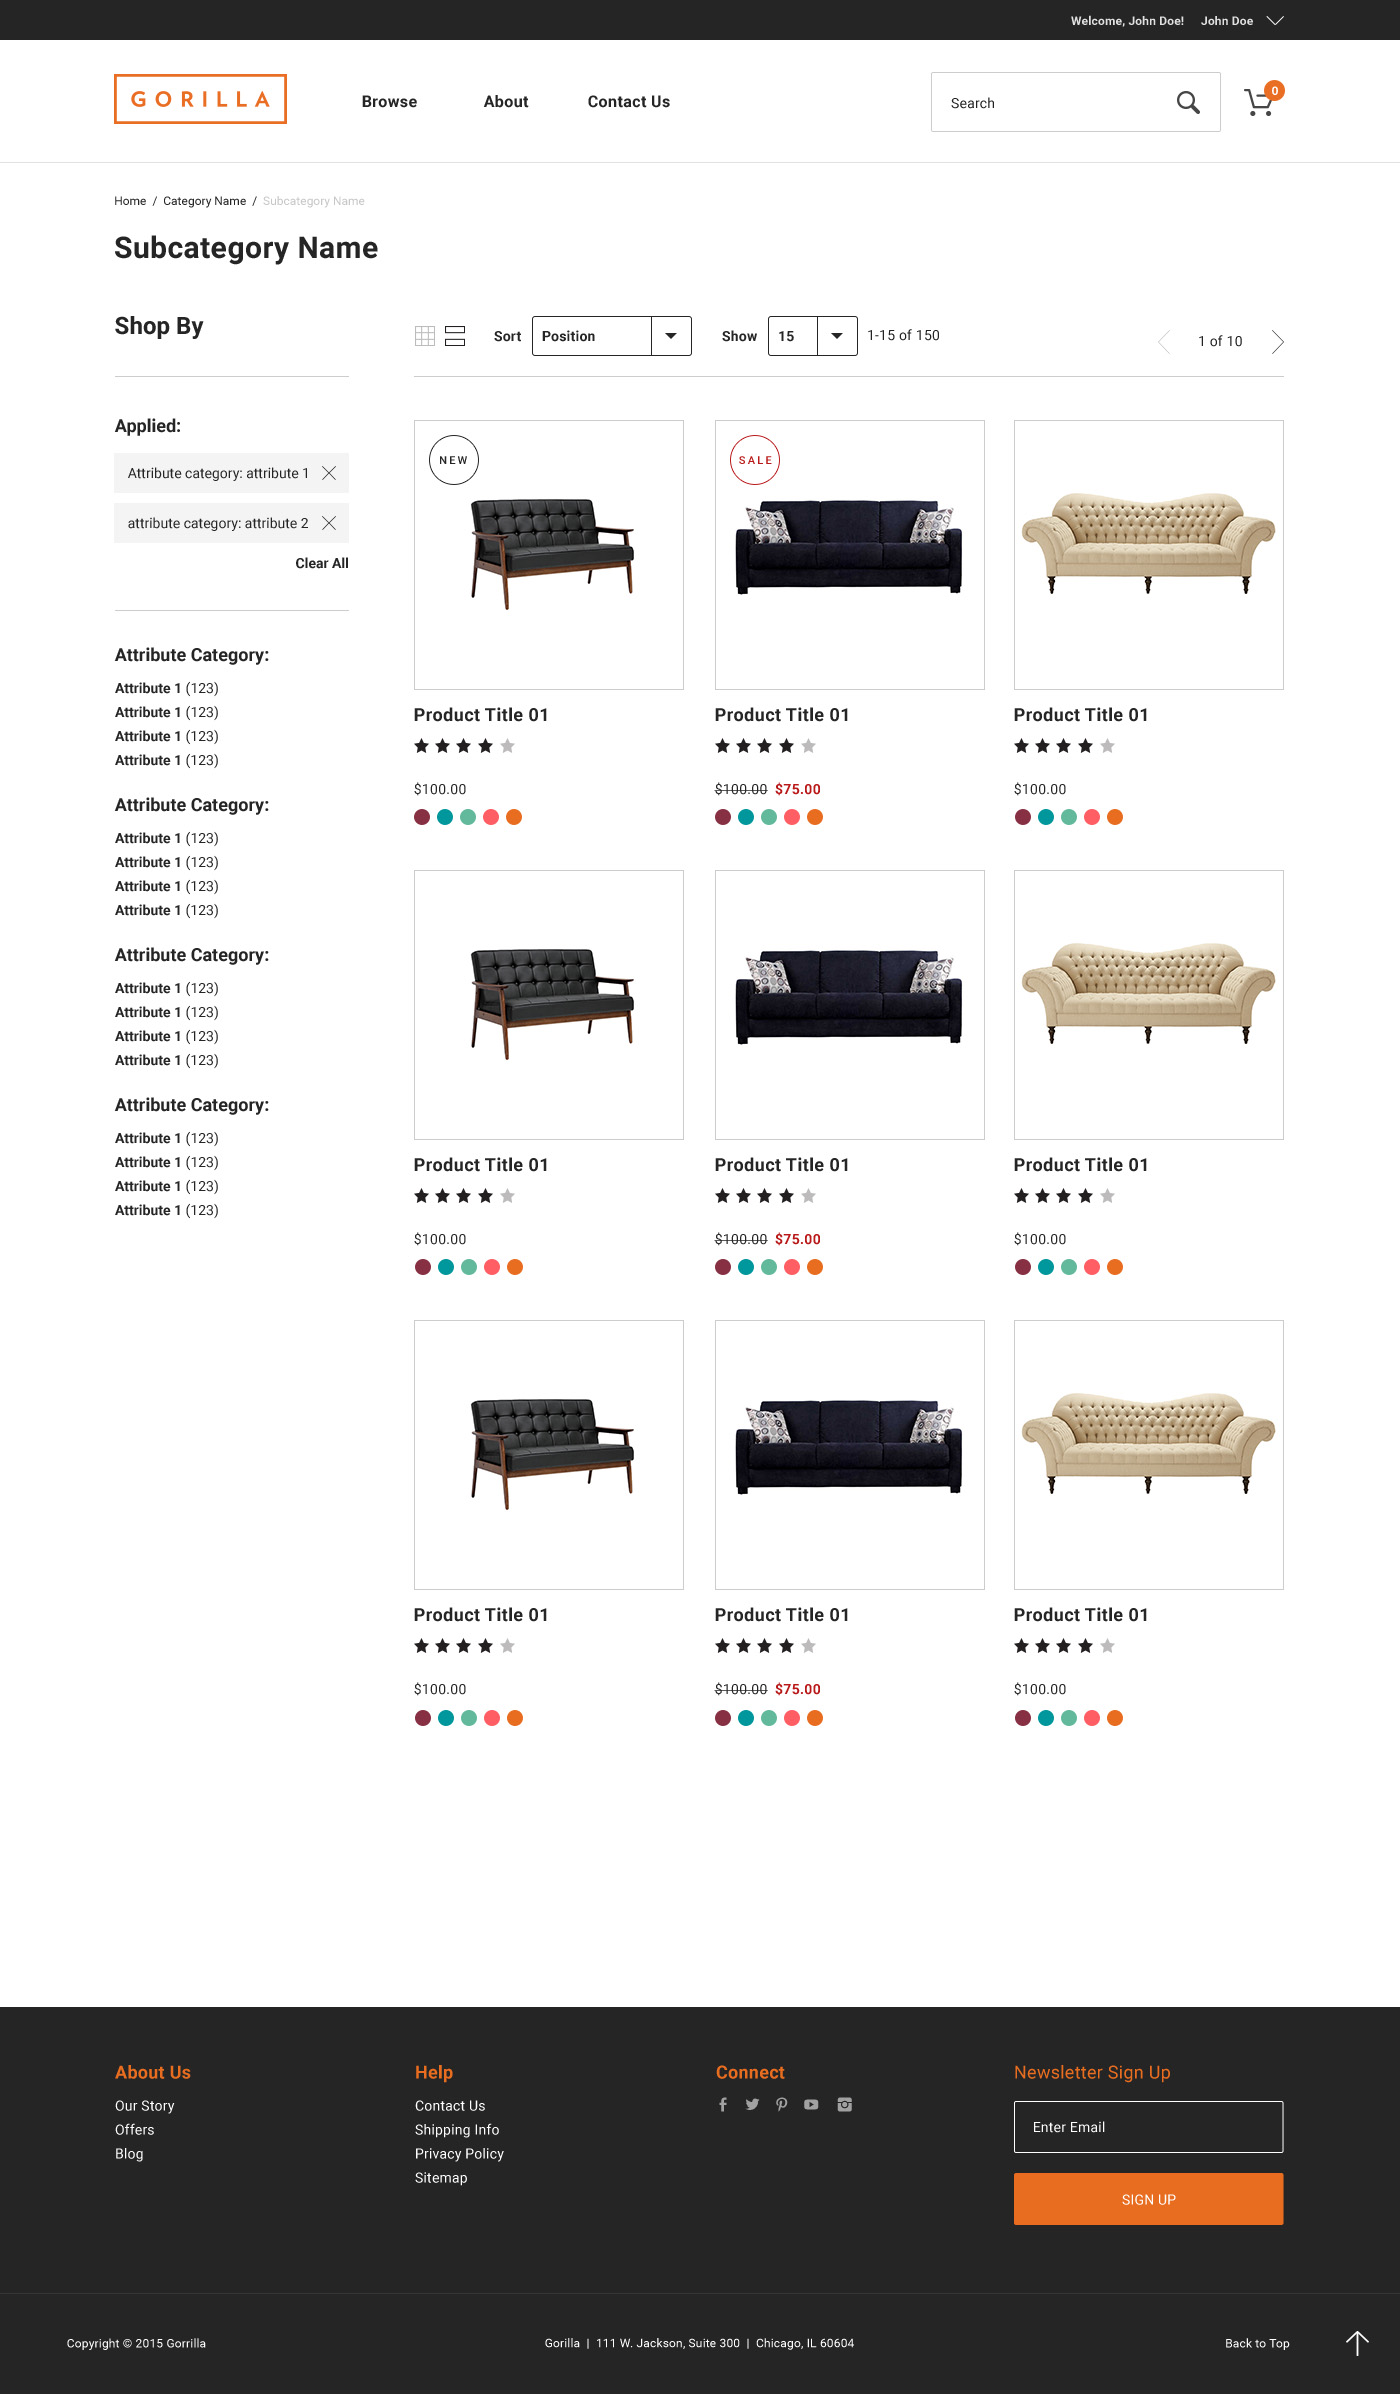 Welcome, John Doe! John Doe
GORILLA
Browse About Contact Us
Search
0
Home / Category Name / Subcategory Name
Subcategory Name
Shop By
Sort Position Show 15 1-15 of 150 1 of 10
Applied:
Attribute category: attribute 1
attribute category: attribute 2
Clear All
Attribute Category:
Attribute 1 (123)
Attribute 1 (123)
Attribute 1 (123)
Attribute 1 (123)
Attribute Category:
Attribute 1 (123)
Attribute 1 (123)
Attribute 1 (123)
Attribute 1 (123)
Attribute Category:
Attribute 1 (123)
Attribute 1 (123)
Attribute 1 (123)
Attribute 1 (123)
Attribute Category:
Attribute 1 (123)
Attribute 1 (123)
Attribute 1 (123)
Attribute 1 (123)
NEW
SALE
Product Title 01 Product Title 01 Product Title 01
$100.00 $100.00 $75.00 $100.00
Product Title 01 Product Title 01 Product Title 01
$100.00 $100.00 $75.00 $100.00
Product Title 01 Product Title 01 Product Title 01
$100.00 $100.00 $75.00 $100.00
About Us
Our Story
Offers
Blog
Help
Contact Us
Shipping Info
Privacy Policy
Sitemap
Connect
Newsletter Sign Up
Enter Email
SIGN UP
Copyright © 2015 Gorrilla
Gorilla | 111 W. Jackson, Suite 300 | Chicago, IL 60604
Back to Top